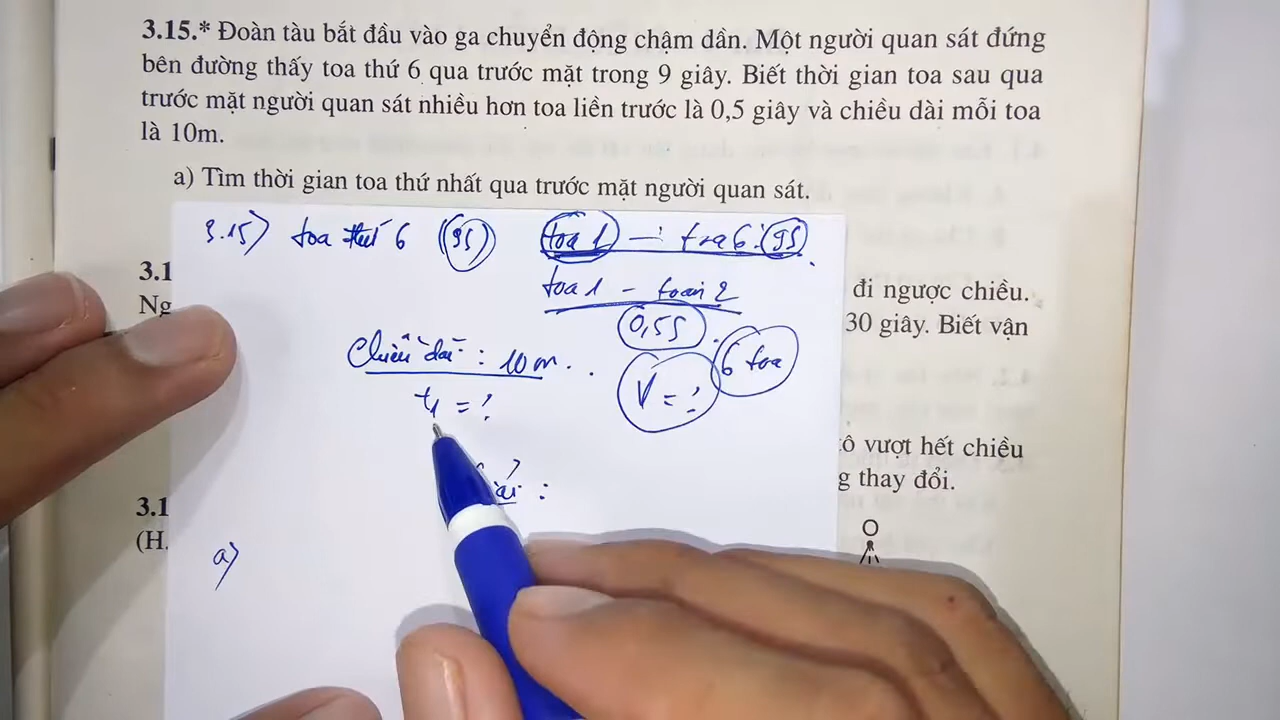 3.15.* Đoàn tàu bắt đầu vào ga chuyển động chậm dần. Một người quan sát đứng
bên đường thấy toa thứ 6 qua trước mặt trong 9 giây. Biết thời gian toa sau qua
trước mặt người quan sát nhiều hơn toa liền trước là 0,5 giây và chiều dài mỗi toa
là 10m.
a) Tìm thời gian toa thứ nhất qua trước mặt người quan sát.
3.15) toa thứ 6 (9s) toa 1 – toa 6: 9s
toa 1 – toa 2
3.1
đi ngược chiều.
Ng
0,5s
30 giây. Biết vận
chiều dài : 10m..
6 toa
V = ?
t1 = ?
ô vượt hết chiều
ải :
g thay đổi.
3.1
(H.
a)